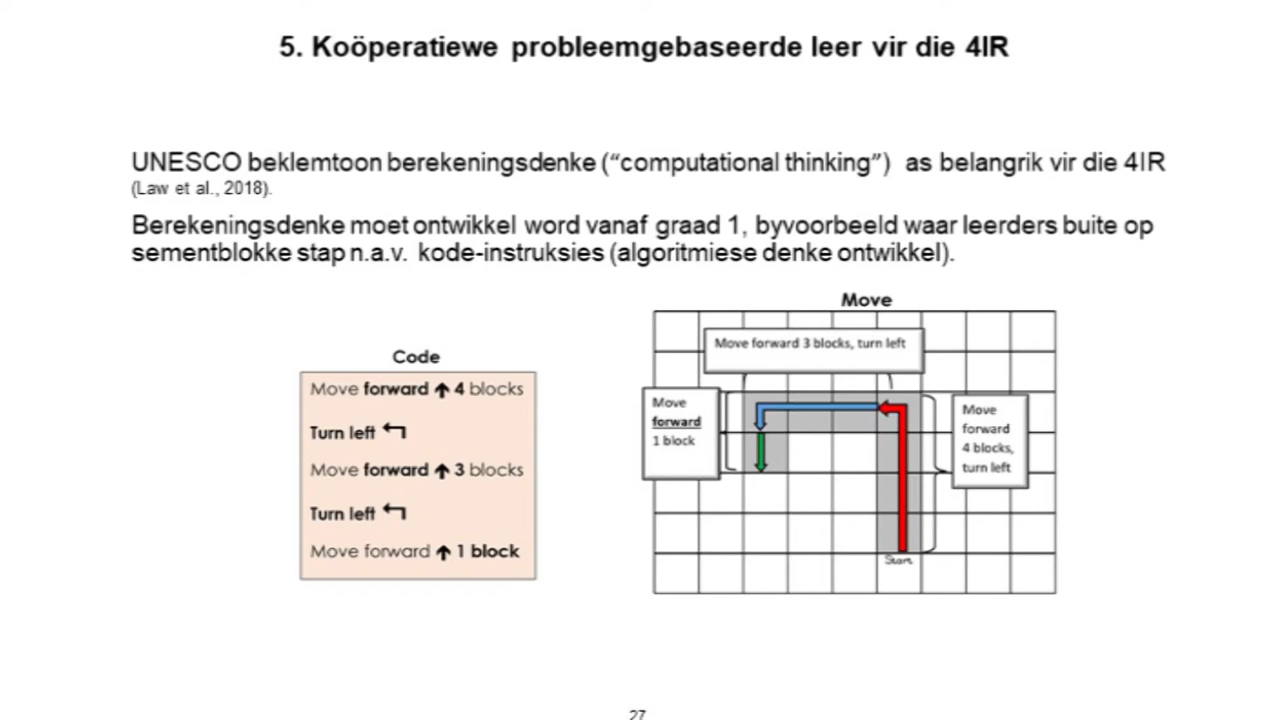 5. Koöperatiewe probleemgebaseerde leer vir die 4IR
UNESCO beklemtoon berekeningsdenke (“computational thinking”) as belangrik vir die 4IR
(Law et al., 2018).
Berekeningsdenke moet ontwikkel word vanaf graad 1, byvoorbeeld waar leerders buite op
sementblokke stap n.a.v. kode-instruksies (algoritmiese denke ontwikkel).
Code
Move forward ↑ 4 blocks
Turn left
Move forward ↑ 3 blocks
Turn left
Move forward ↑ 1 block
Move
Move forward 3 blocks, turn left
Move
forward
1 block
Move
forward
4 blocks,
turn left
Start
27